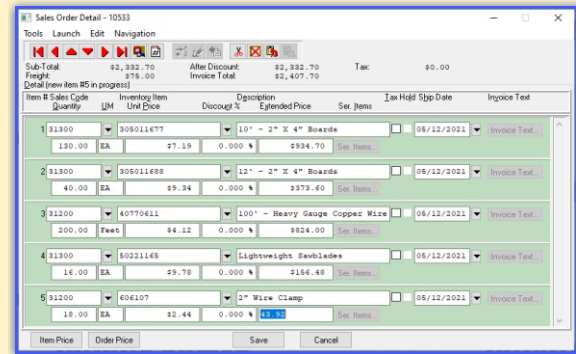 Sales Order Detail - 10533
Tools Launch Edit Navigation
Sub-Total: $2,332.70 After Discount: $2,332.70 Tax: $0.00
Freight: $75.00 Invoice Total: $2,407.70
Detail (new item #5 in progress)
Item # Sales Code Inventory Item Description Tax Hold Ship Date Invoice Text
Quantity UM Unit Price Discount % Extended Price Ser. Items
1 31300 305011677 10' - 2" X 4" Boards 05/12/2021 Invoice Text...
130.00 EA $7.19 0.000 % $934.70 Ser. Items...
2 31300 305011688 12' - 2" X 4" Boards 05/12/2021 Invoice Text...
40.00 EA $9.34 0.000 % $373.60 Ser. Items...
3 31200 40770611 100' - Heavy Gauge Copper Wire 05/12/2021 Invoice Text...
200.00 Feet $4.12 0.000 % $824.00 Ser. Items...
4 31300 50221165 Lightweight Sawblades 05/12/2021 Invoice Text...
16.00 EA $9.78 0.000 % $156.48 Ser. Items...
5 31200 606107 2" Wire Clamp 05/12/2021 Invoice Text...
18.00 EA $2.44 0.000 % 43.92 Ser. Items...
Item Price Order Price Save Cancel